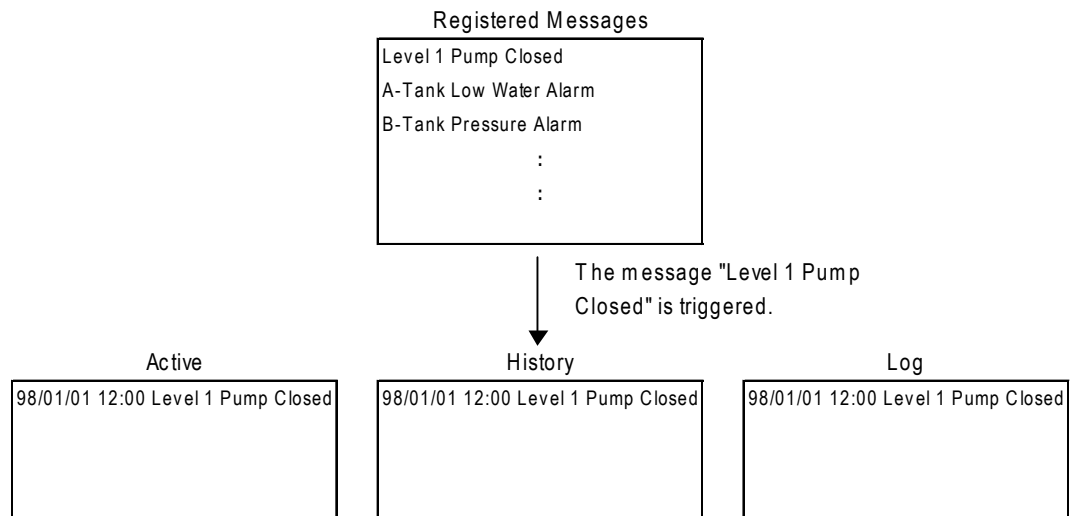 Registered Messages
Level 1 Pump Closed
A-Tank Low Water Alarm
B-Tank Pressure Alarm
:
:
The message "Level 1 Pump
Closed" is triggered.
Active
98/01/01 12:00 Level 1 Pump Closed
History
98/01/01 12:00 Level 1 Pump Closed
Log
98/01/01 12:00 Level 1 Pump Closed